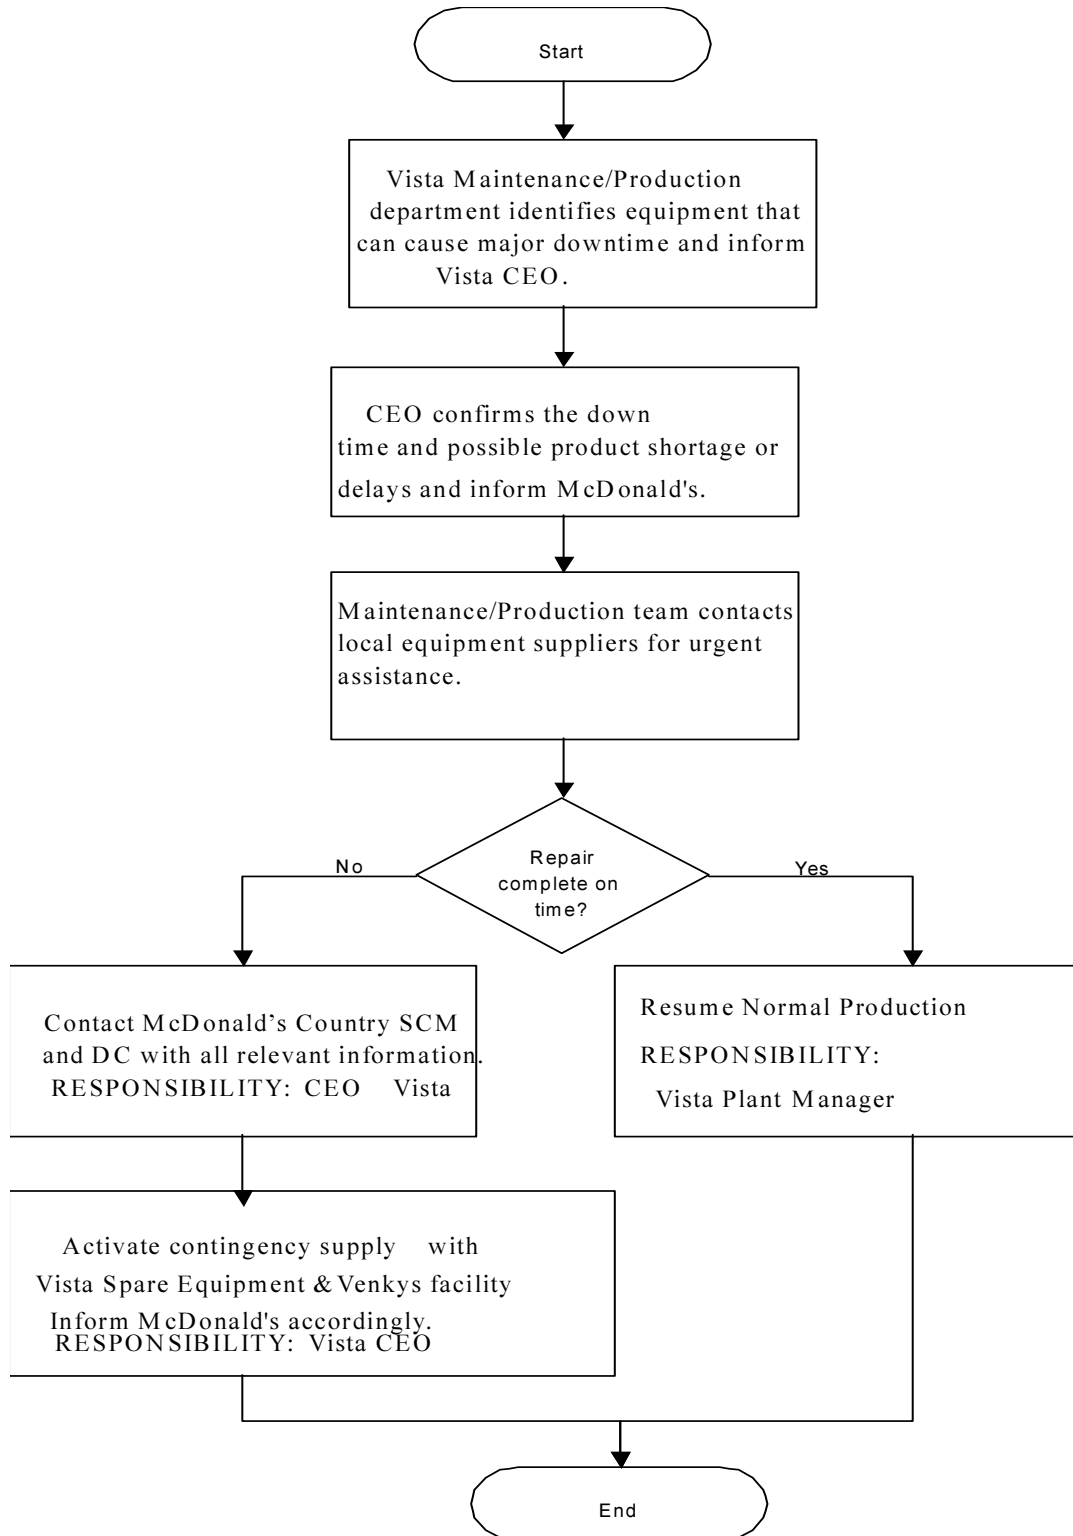 Start
Vista Maintenance/Production
department identifies equipment that
can cause major downtime and inform
Vista CEO.
CEO confirms the down
time and possible product shortage or
delays and inform McDonald's.
Maintenance/Production team contacts
local equipment suppliers for urgent
assistance.
Repair
complete on
time?
No
Yes
Contact McDonald’s Country SCM
and DC with all relevant information.
RESPONSIBILITY: CEO Vista
Resume Normal Production
RESPONSIBILITY:
Vista Plant Manager
Activate contingency supply with
Vista Spare Equipment & Venkys facility
Inform McDonald's accordingly.
RESPONSIBILITY: Vista CEO
End